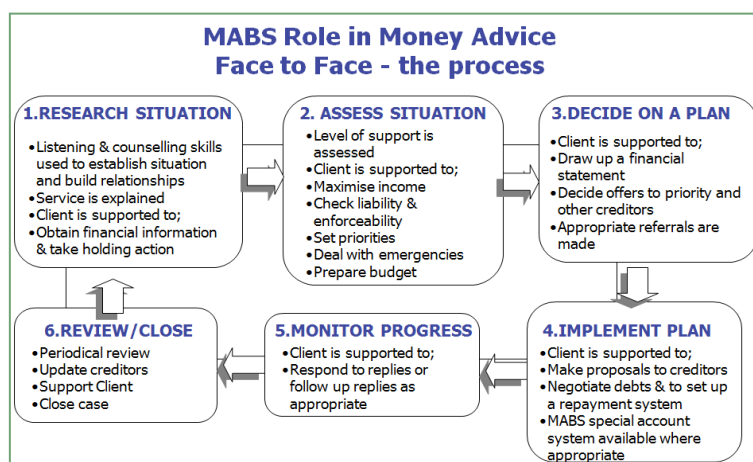 MABS Role in Money Advice
Face to Face - the process
1.RESEARCH SITUATION
•Listening & counselling skills
used to establish situation
and build relationships
•Service is explained
•Client is supported to;
•Obtain financial information
& take holding action
2. ASSESS SITUATION
•Level of support is
assessed
•Client is supported to;
•Maximise income
•Check liability &
enforceability
•Set priorities
•Deal with emergencies
•Prepare budget
3.DECIDE ON A PLAN
•Client is supported to;
•Draw up a financial
statement
•Decide offers to priority and
other creditors
•Appropriate referrals are
made
4.IMPLEMENT PLAN
•Client is supported to;
•Make proposals to creditors
•Negotiate debts & to set up
a repayment system
•MABS special account
system available where
appropriate
5.MONITOR PROGRESS
•Client is supported to;
•Respond to replies or
follow up replies as
appropriate
6.REVIEW/CLOSE
•Periodical review
•Update creditors
•Support Client
•Close case